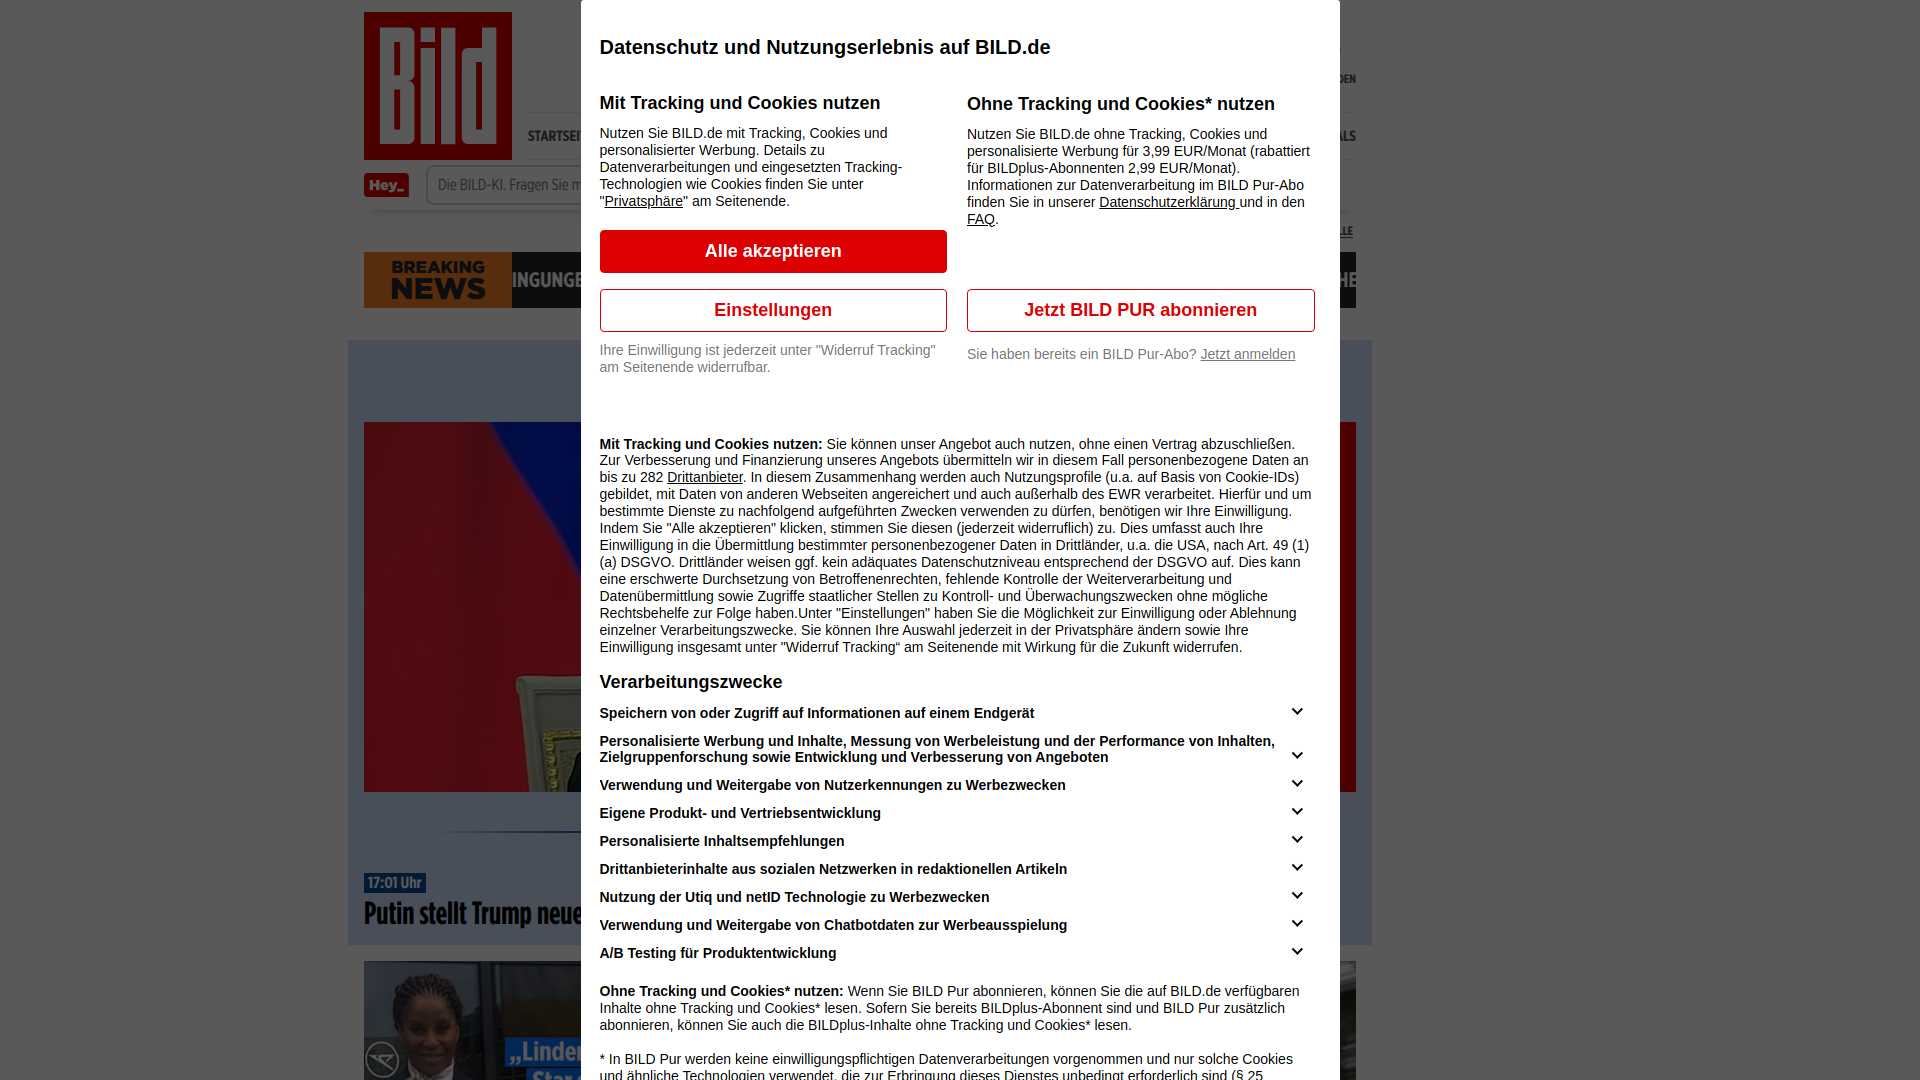 Bild
STARTSEI
Hey_
Die BILD-KI. Fragen Sie m
BREAKING
NEWS
INGUNGE
17:01 Uhr
Putin stellt Trump neue
„Linden
Datenschutz und Nutzungserlebnis auf BILD.de
Mit Tracking und Cookies nutzen
Nutzen Sie BILD.de mit Tracking, Cookies und
personalisierter Werbung. Details zu
Datenverarbeitungen und eingesetzten Tracking-
Technologien wie Cookies finden Sie unter
"Privatsphäre" am Seitenende.
Alle akzeptieren
Einstellungen
Ihre Einwilligung ist jederzeit unter "Widerruf Tracking"
am Seitenende widerrufbar.
Ohne Tracking und Cookies* nutzen
Nutzen Sie BILD.de ohne Tracking, Cookies und
personalisierte Werbung für 3,99 EUR/Monat (rabattiert
für BILDplus-Abonnenten 2,99 EUR/Monat).
Informationen zur Datenverarbeitung im BILD Pur-Abo
finden Sie in unserer Datenschutzerklärung und in den
FAQ.
Jetzt BILD PUR abonnieren
Sie haben bereits ein BILD Pur-Abo? Jetzt anmelden
Mit Tracking und Cookies nutzen: Sie können unser Angebot auch nutzen, ohne einen Vertrag abzuschließen.
Zur Verbesserung und Finanzierung unseres Angebots übermitteln wir in diesem Fall personenbezogene Daten an
bis zu 282 Drittanbieter. In diesem Zusammenhang werden auch Nutzungsprofile (u.a. auf Basis von Cookie-IDs)
gebildet, mit Daten von anderen Webseiten angereichert und auch außerhalb des EWR verarbeitet. Hierfür und um
bestimmte Dienste zu nachfolgend aufgeführten Zwecken verwenden zu dürfen, benötigen wir Ihre Einwilligung.
Indem Sie "Alle akzeptieren" klicken, stimmen Sie diesen (jederzeit widerruflich) zu. Dies umfasst auch Ihre
Einwilligung in die Übermittlung bestimmter personenbezogener Daten in Drittländer, u.a. die USA, nach Art. 49 (1)
(a) DSGVO. Drittländer weisen ggf. kein adäquates Datenschutzniveau entsprechend der DSGVO auf. Dies kann
eine erschwerte Durchsetzung von Betroffenenrechten, fehlende Kontrolle der Weiterverarbeitung und
Datenübermittlung sowie Zugriffe staatlicher Stellen zu Kontroll- und Überwachungszwecken ohne mögliche
Rechtsbehelfe zur Folge haben.Unter "Einstellungen" haben Sie die Möglichkeit zur Einwilligung oder Ablehnung
einzelner Verarbeitungszwecke. Sie können Ihre Auswahl jederzeit in der Privatsphäre ändern sowie Ihre
Einwilligung insgesamt unter "Widerruf Tracking“ am Seitenende mit Wirkung für die Zukunft widerrufen.
Verarbeitungszwecke
Speichern von oder Zugriff auf Informationen auf einem Endgerät
Personalisierte Werbung und Inhalte, Messung von Werbeleistung und der Performance von Inhalten,
Zielgruppenforschung sowie Entwicklung und Verbesserung von Angeboten
Verwendung und Weitergabe von Nutzerkennungen zu Werbezwecken
Eigene Produkt- und Vertriebsentwicklung
Personalisierte Inhaltsempfehlungen
Drittanbieterinhalte aus sozialen Netzwerken in redaktionellen Artikeln
Nutzung der Utiq und netID Technologie zu Werbezwecken
Verwendung und Weitergabe von Chatbotdaten zur Werbeausspielung
A/B Testing für Produktentwicklung
Ohne Tracking und Cookies* nutzen: Wenn Sie BILD Pur abonnieren, können Sie die auf BILD.de verfügbaren
Inhalte ohne Tracking und Cookies* lesen. Sofern Sie bereits BILDplus-Abonnent sind und BILD Pur zusätzlich
abonnieren, können Sie auch die BILDplus-Inhalte ohne Tracking und Cookies* lesen.
* In BILD Pur werden keine einwilligungspflichtigen Datenverarbeitungen vorgenommen und nur solche Cookies
und ähnliche Technologien verwendet, die zur Erbringung dieses Dienstes unbedingt erforderlich sind (§ 25